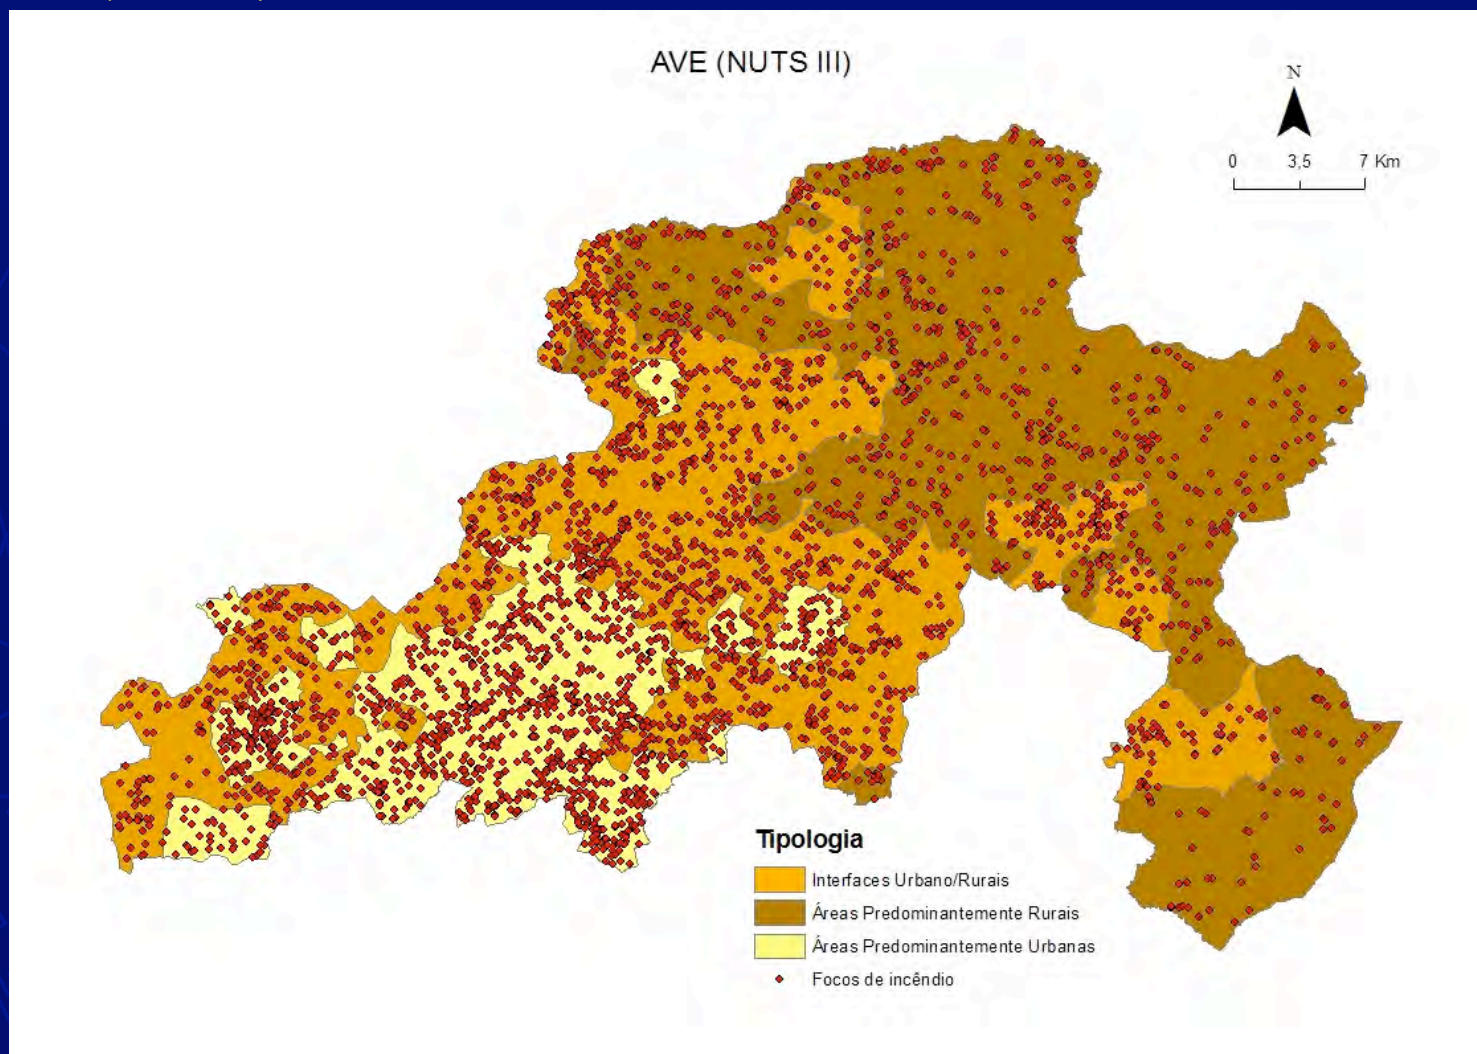 AVE (NUTS III)
N
0 3,5 7 Km
Tipologia
Interfaces Urbano/Rurais
Áreas Predominantemente Rurais
Áreas Predominantemente Urbanas
Focos de incêndio